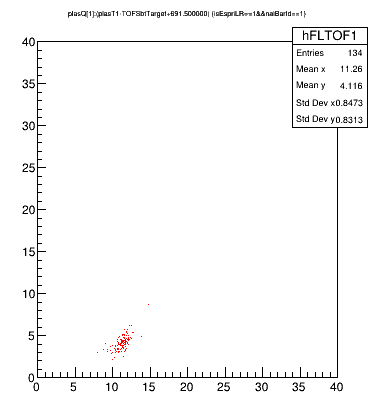 plasQ[1]:(plasT1-TOFSbtTarget+691.500000) {isEspriLR==1&&naiBarId==1}
hFLTOF1
Entries 134
Mean x 11.26
Mean y 4.116
Std Dev x 0.8473
Std Dev y 0.8313
40
35
30
25
20
15
10
5
0
0 5 10 15 20 25 30 35 40